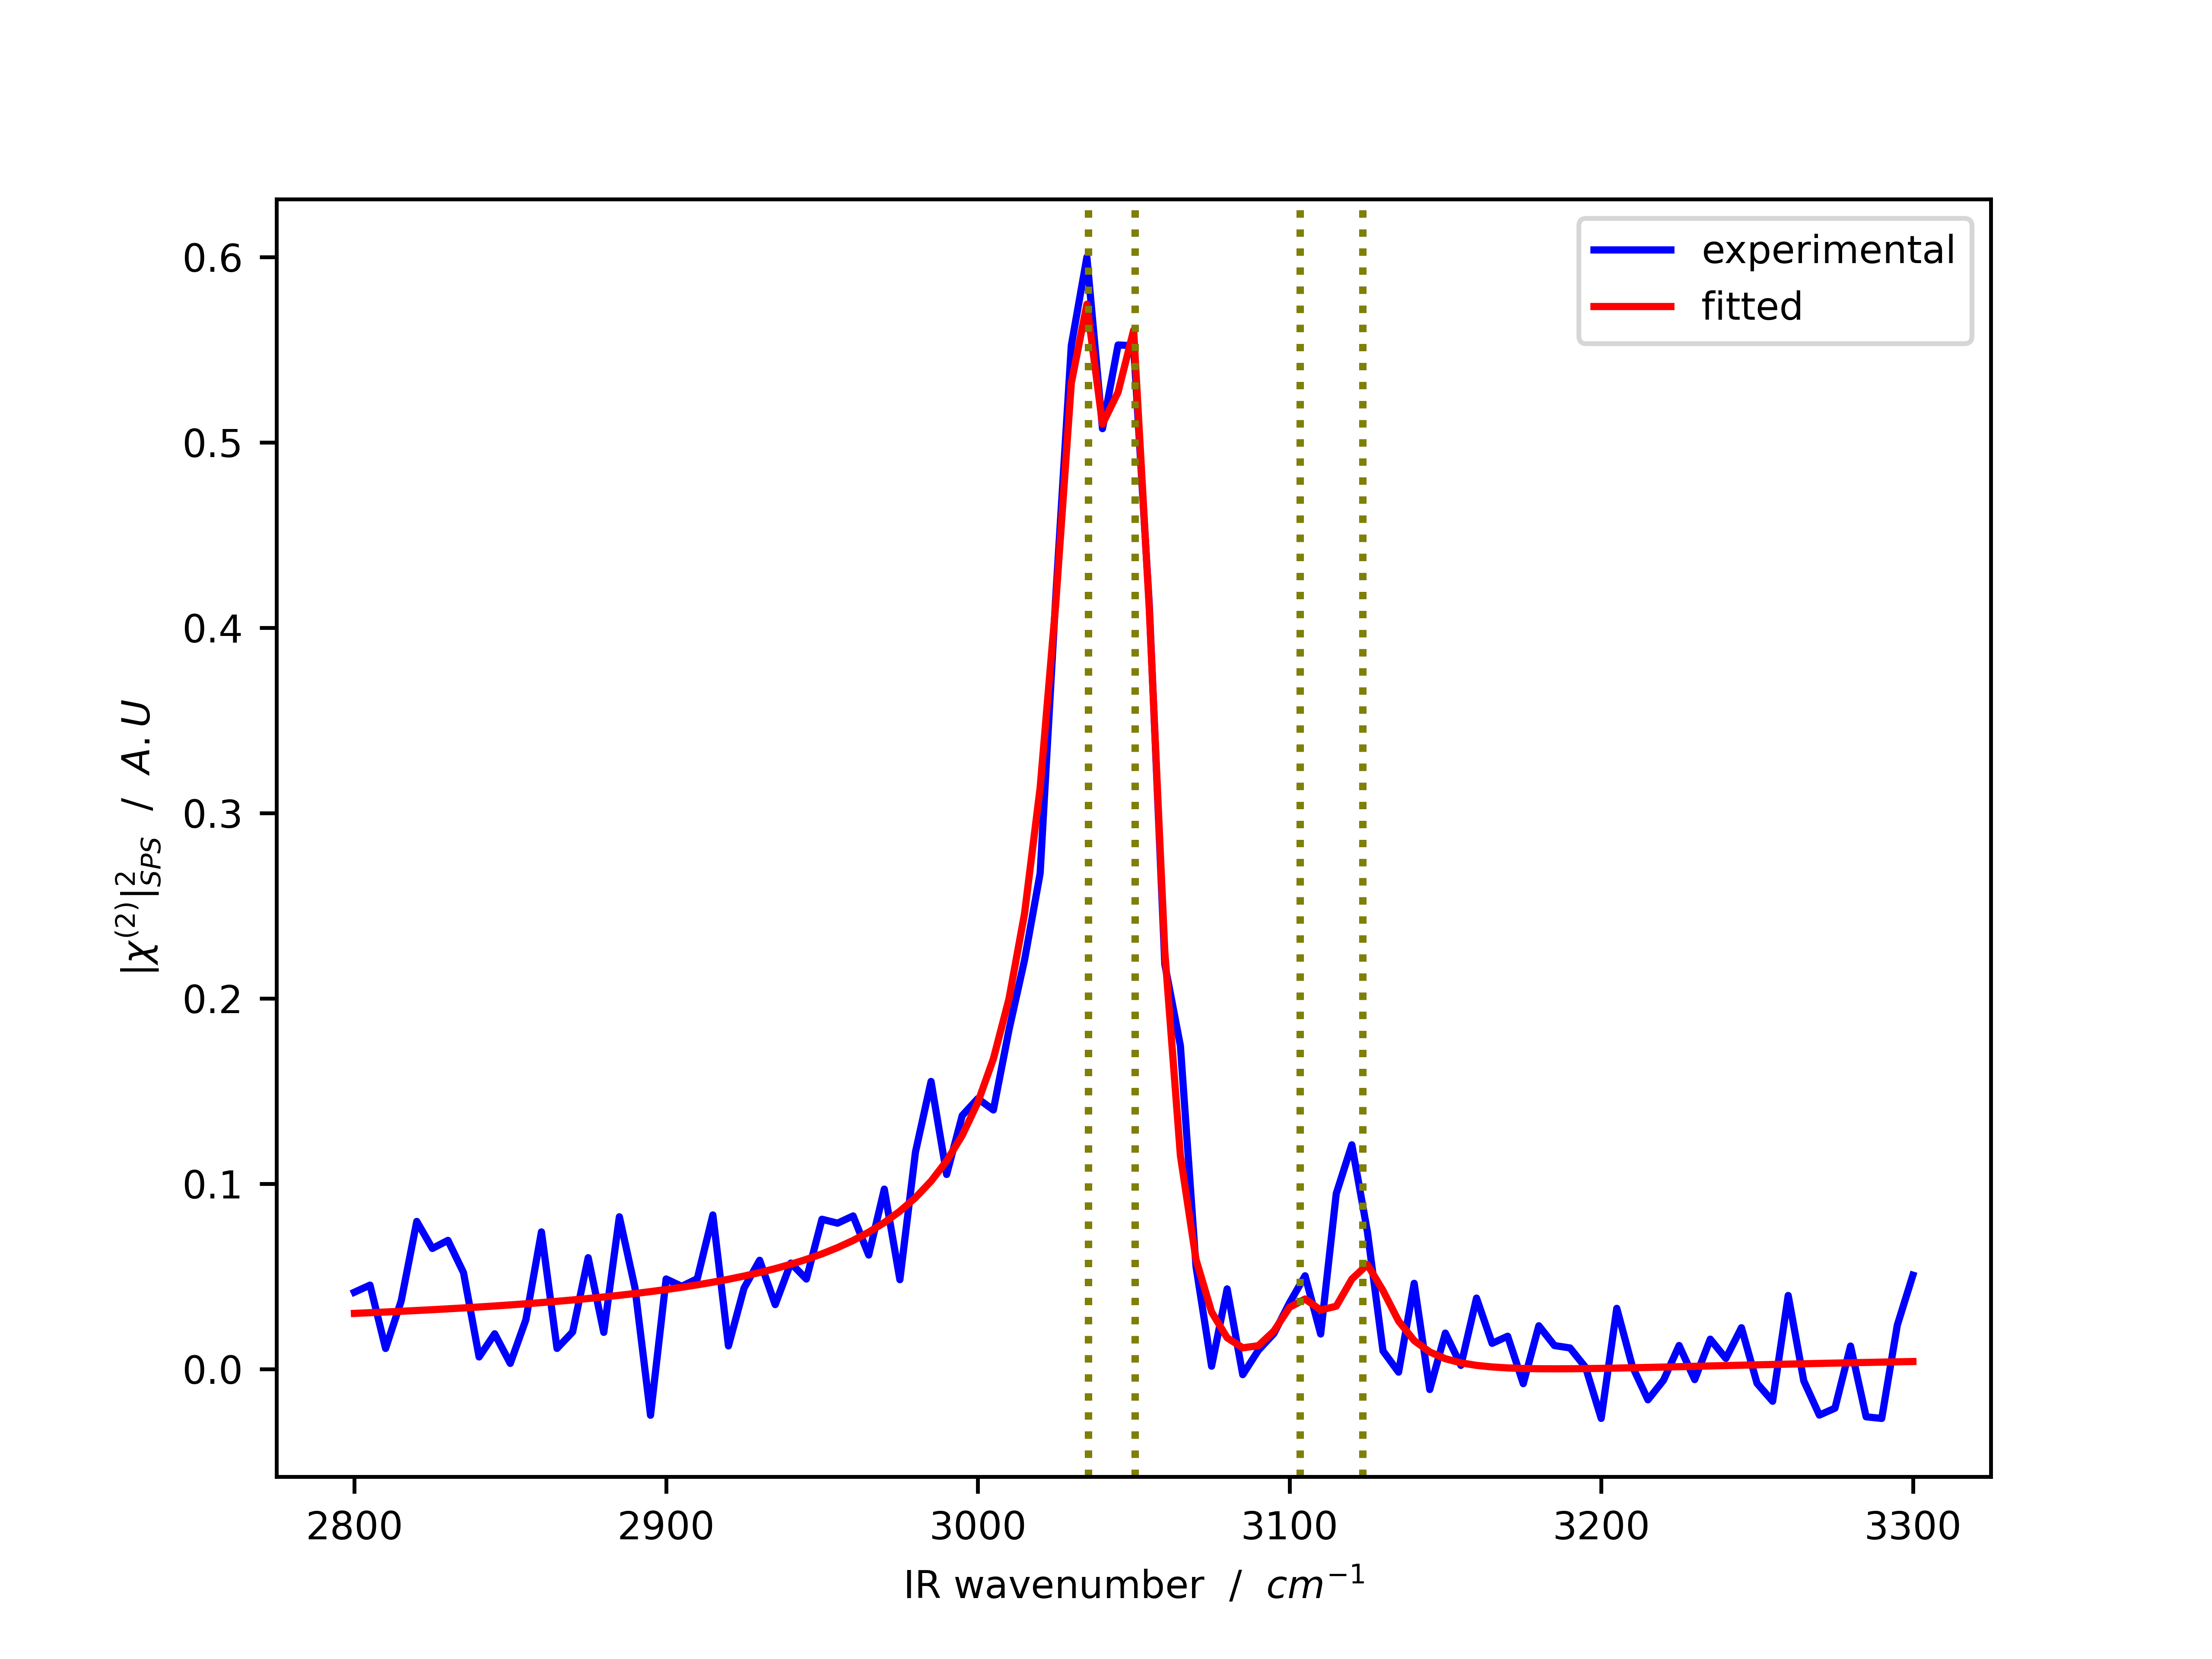 experimental
fitted
0.6
0.5
0.4
0.3
0.2
0.1
0.0
|χ⁽²⁾|²SPS / A.U
2800 2900 3000 3100 3200 3300
IR wavenumber / cm⁻¹